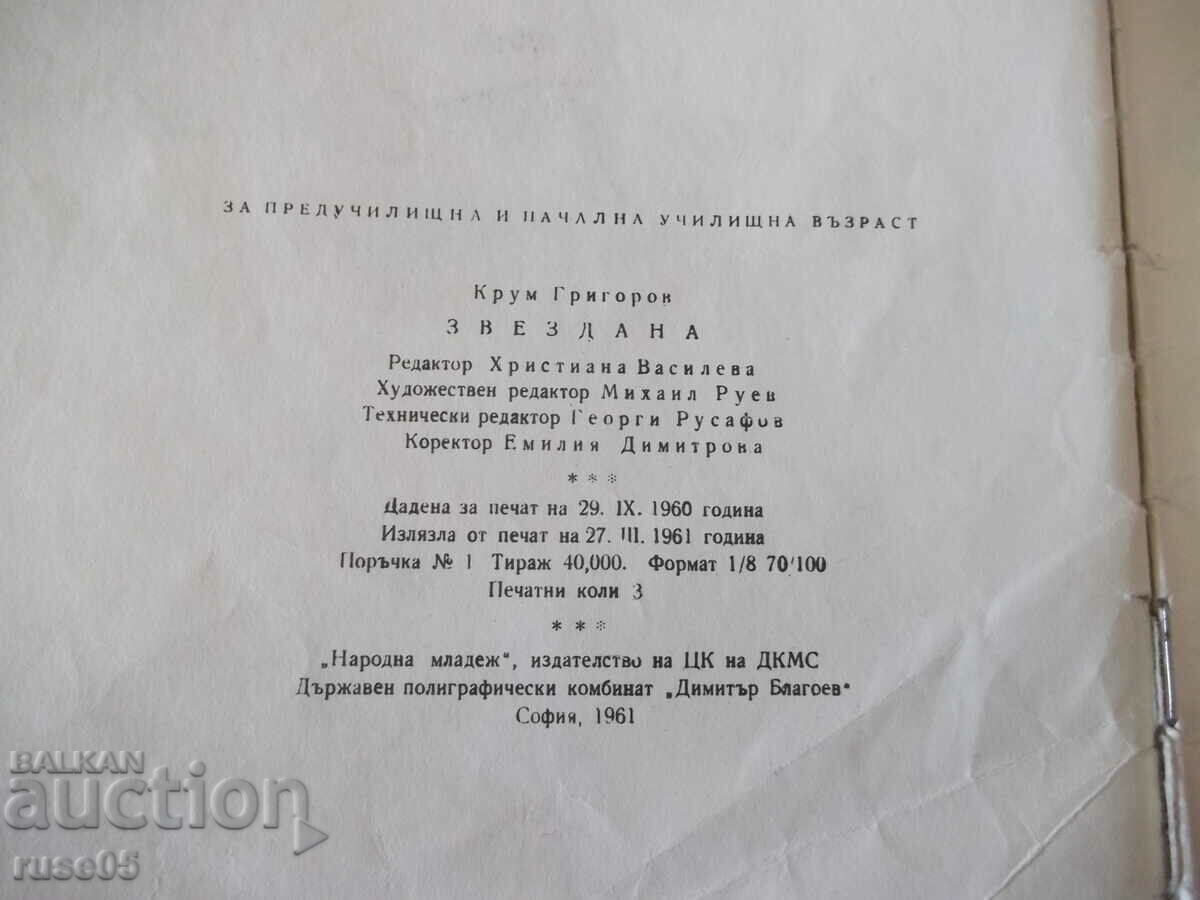 ЗА ПРЕДУЧИЛИЩНА И НАЧАЛНА УЧИЛИЩНА ВЪЗРАСТ
Крум Григоров
ЗВЕЗДАНА
Редактор Христиана Василева
Художествен редактор Михаил Руев
Технически редактор Георги Русафов
Коректор Емилия Димитрова
* * *
Дадена за печат на 29. IX. 1960 година
Излязла от печат на 27. III. 1961 година
Поръчка № 1 Тираж 40,000. Формат 1/8 70/100
Печатни коли 3
* * *
„Народна младеж“, издателство на ЦК на ДКМС
Държавен полиграфически комбинат „Димитър Благоев“
София, 1961
BALKAN
auction
ruse05